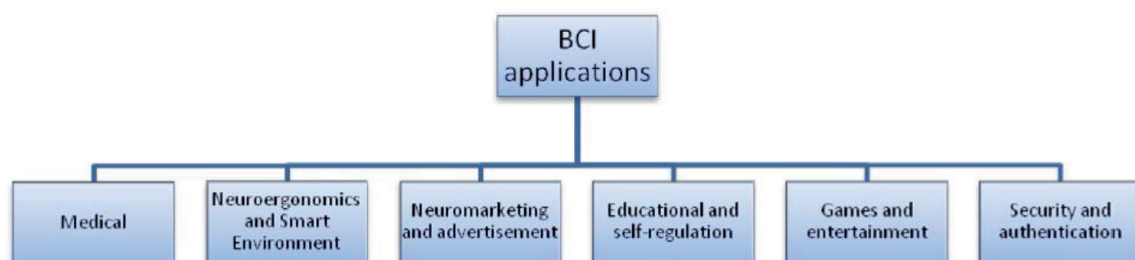 BCI
applications
Medical
Neuroergonomics
and Smart
Environment
Neuromarketing
and advertisement
Educational and
self-regulation
Games and
entertainment
Security and
authentication